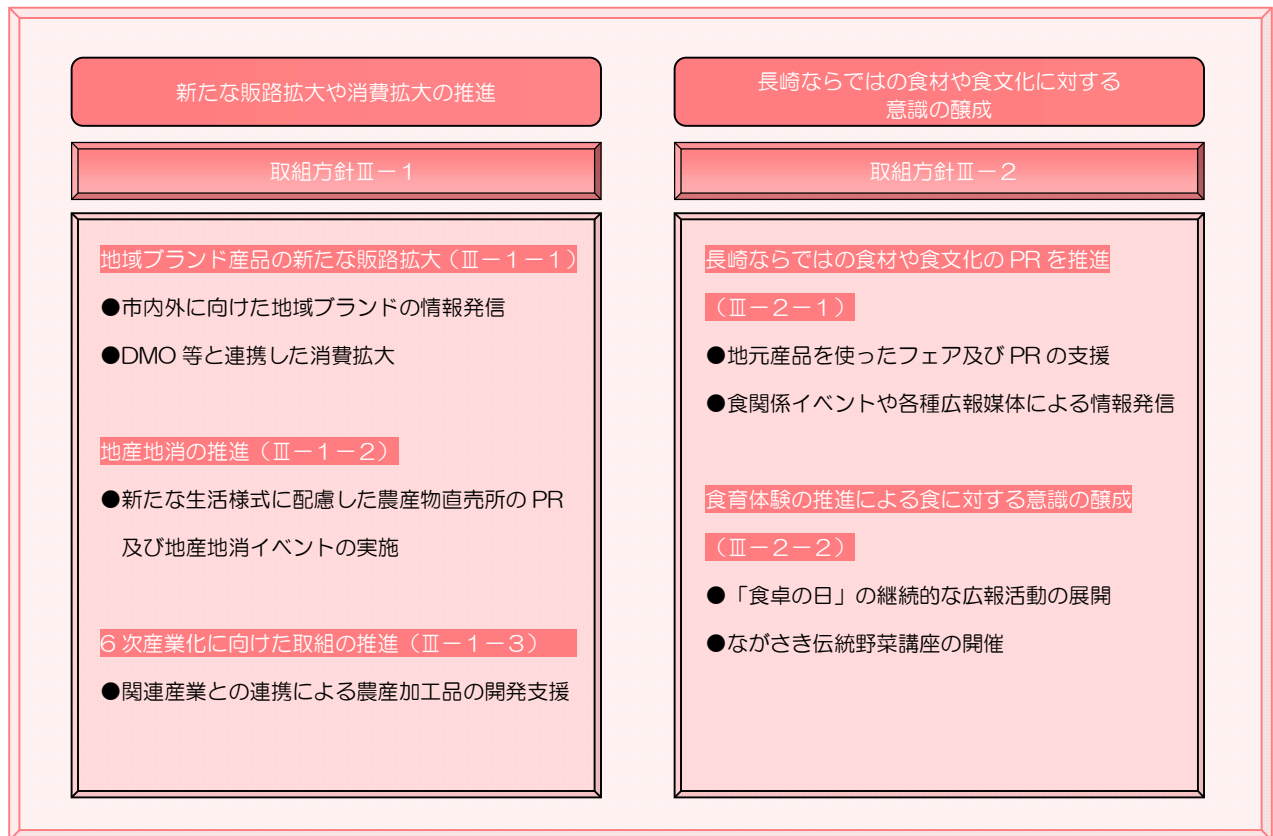 新たな販路拡大や消費拡大の推進
取組方針Ⅲ－１
地域ブランド産品の新たな販路拡大（Ⅲ－１－１）
●市内外に向けた地域ブランドの情報発信
●DMO 等と連携した消費拡大
地産地消の推進（Ⅲ－１－２）
●新たな生活様式に配慮した農産物直売所の PR
及び地産地消イベントの実施
6 次産業化に向けた取組の推進（Ⅲ－１－３）
●関連産業との連携による農産加工品の開発支援
長崎ならではの食材や食文化に対する
意識の醸成
取組方針Ⅲ－２
長崎ならではの食材や食文化の PR を推進
（Ⅲ－２－１）
●地元産品を使ったフェア及び PR の支援
●食関係イベントや各種広報媒体による情報発信
食育体験の推進による食に対する意識の醸成
（Ⅲ－２－２）
●「食卓の日」の継続的な広報活動の展開
●ながさき伝統野菜講座の開催